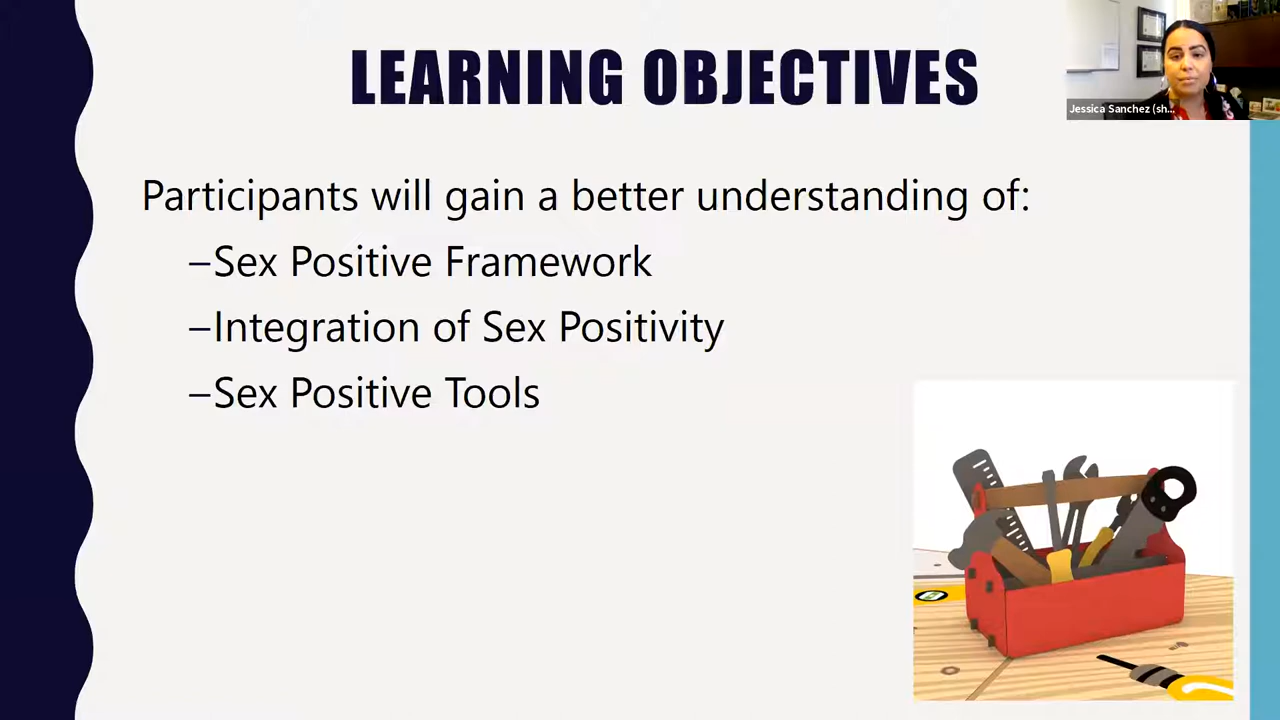 LEARNING OBJECTIVES
Jessica Sanchez (sh...
Participants will gain a better understanding of:
–Sex Positive Framework
–Integration of Sex Positivity
–Sex Positive Tools